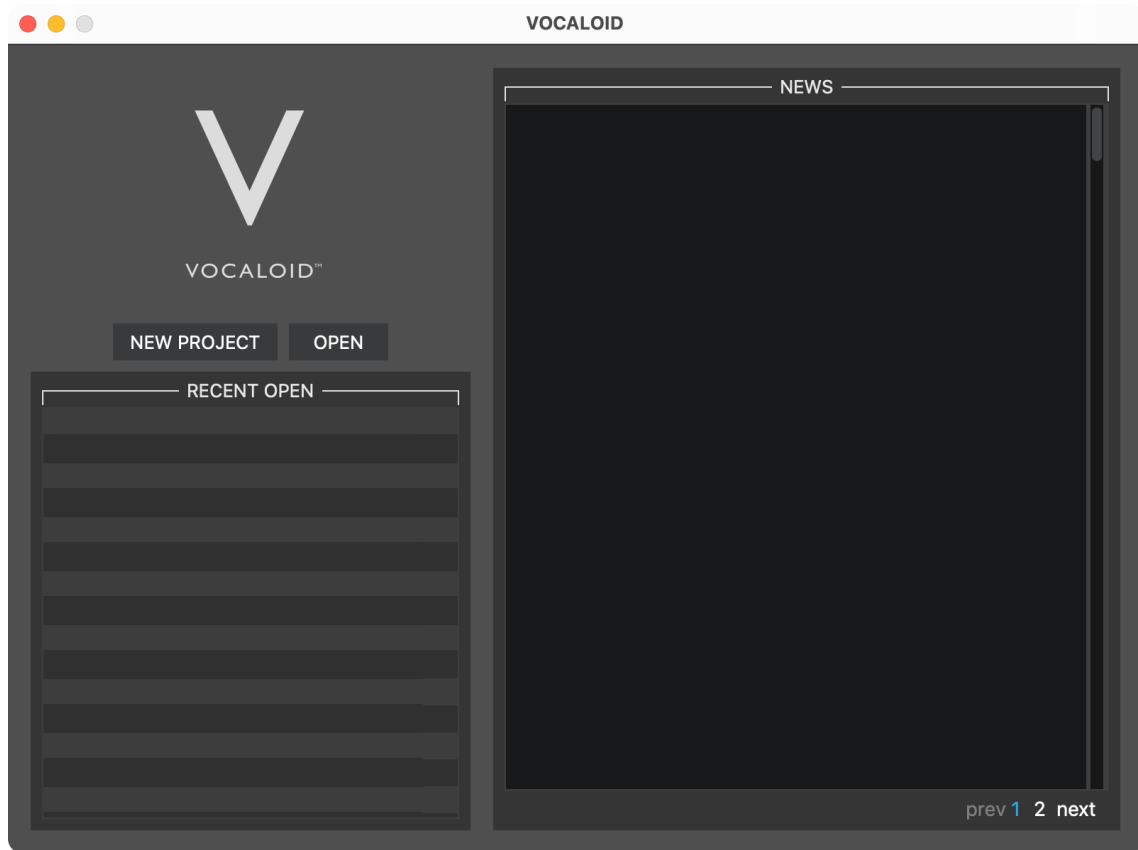 VOCALOID
V
VOCALOID™
NEW PROJECT
OPEN
RECENT OPEN
NEWS
prev 1 2 next